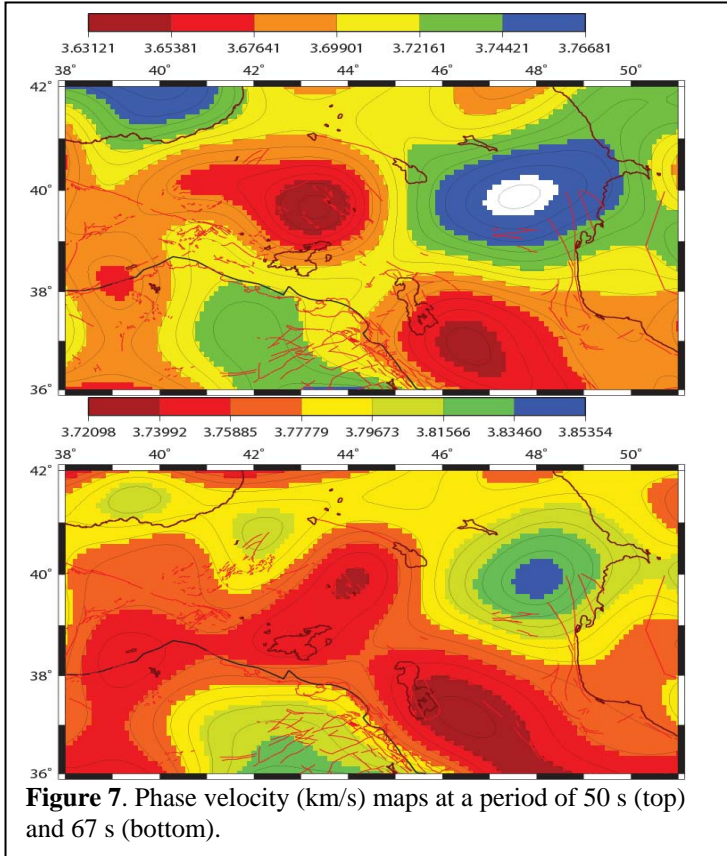 3.63121 3.65381 3.67641 3.69901 3.72161 3.74421 3.76681
38° 40° 42° 44° 46° 48° 50°
42°
40°
38°
36°
3.72098 3.73992 3.75885 3.77779 3.79673 3.81566 3.83460 3.85354
38° 40° 42° 44° 46° 48° 50°
42°
40°
38°
36°
Figure 7. Phase velocity (km/s) maps at a period of 50 s (top)
and 67 s (bottom).